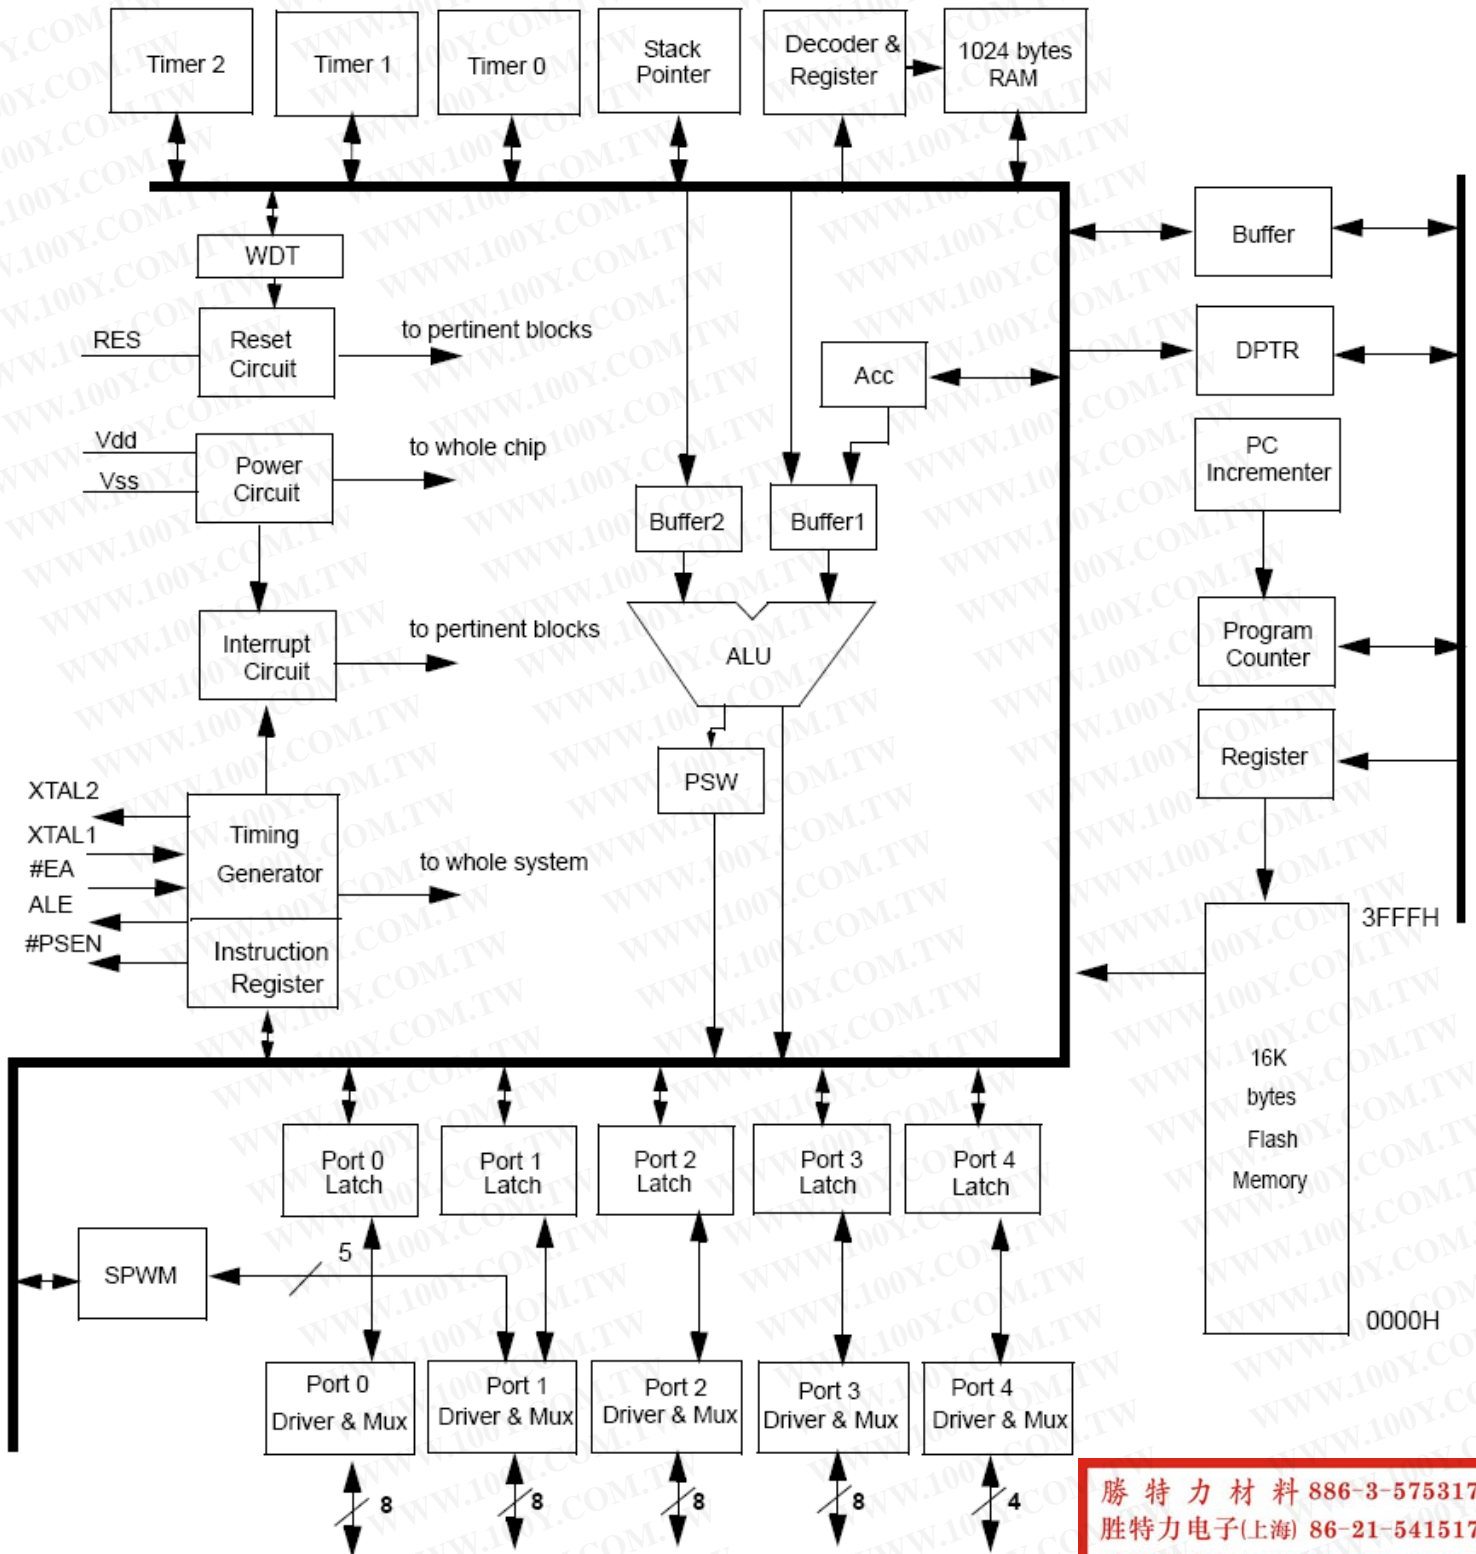 Timer 2
Timer 1
Timer 0
Stack
Pointer
Decoder &
Register
1024 bytes
RAM
WDT
Buffer
RES
Reset
Circuit
to pertinent blocks
DPTR
Acc
Vdd
Vss
Power
Circuit
to whole chip
PC
Incrementer
Buffer2
Buffer1
Interrupt
Circuit
to pertinent blocks
ALU
Program
Counter
PSW
Register
XTAL2
XTAL1
#EA
ALE
#PSEN
Timing
Generator
to whole system
Instruction
Register
3FFFH
16K
bytes
Flash
Memory
0000H
Port 0
Latch
Port 1
Latch
Port 2
Latch
Port 3
Latch
Port 4
Latch
SPWM
5
Port 0
Driver & Mux
Port 1
Driver & Mux
Port 2
Driver & Mux
Port 3
Driver & Mux
Port 4
Driver & Mux
8
8
8
8
4
勝特力材料 886-3-575317
胜特力电子(上海) 86-21-541517
WWW.100Y.COM.TW